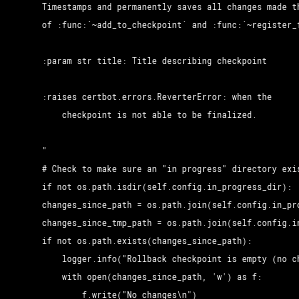 Timestamps and permanently saves all changes made th
of :func:`~add_to_checkpoint` and :func:`~register_f
:param str title: Title describing checkpoint
:raises certbot.errors.ReverterError: when the
checkpoint is not able to be finalized.
"
# Check to make sure an "in progress" directory exis
if not os.path.isdir(self.config.in_progress_dir):
changes_since_path = os.path.join(self.config.in_pro
changes_since_tmp_path = os.path.join(self.config.in
if not os.path.exists(changes_since_path):
logger.info("Rollback checkpoint is empty (no ch
with open(changes_since_path, 'w') as f:
f.write("No changes\n")